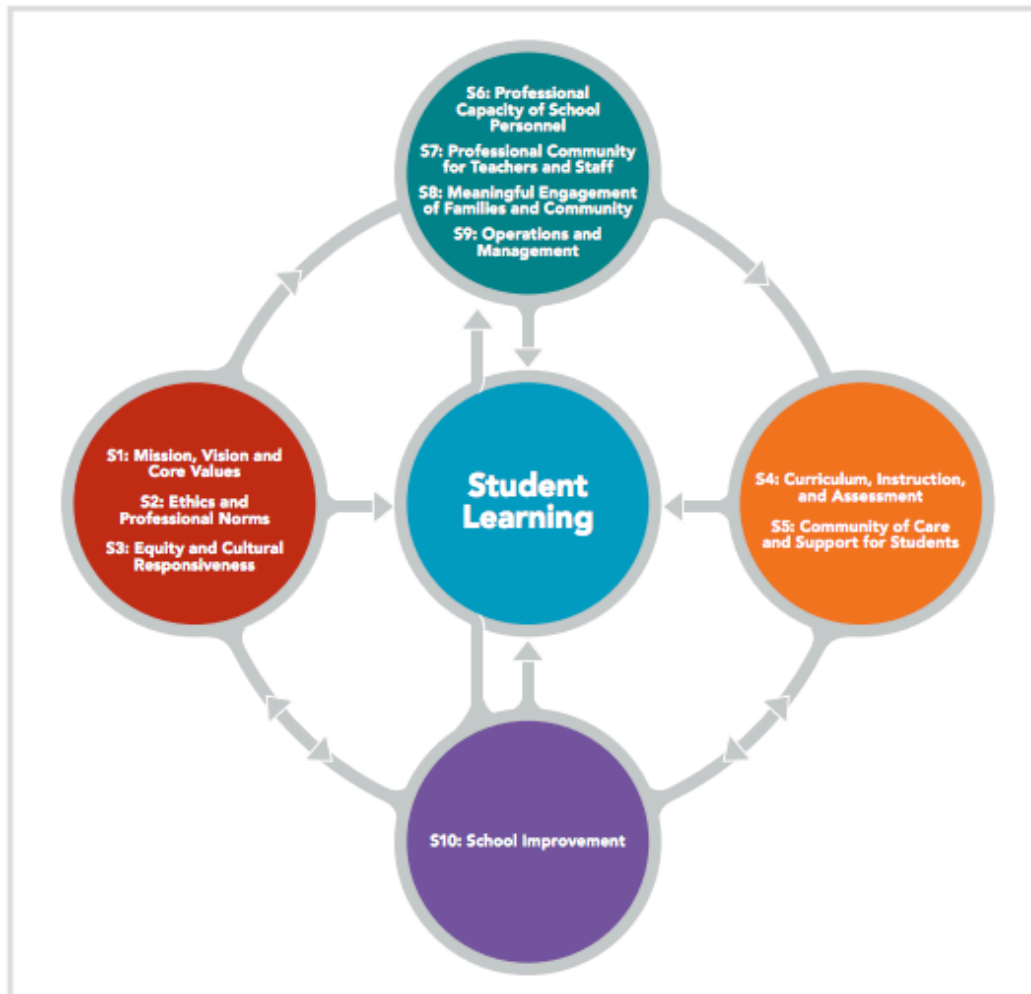 S6: Professional
Capacity of School
Personnel
S7: Professional Community
for Teachers and Staff
S8: Meaningful Engagement
of Families and Community
S9: Operations and
Management
S1: Mission, Vision and
Core Values
S2: Ethics and
Professional Norms
S3: Equity and Cultural
Responsiveness
Student
Learning
S4: Curriculum, Instruction,
and Assessment
S5: Community of Care
and Support for Students
S10: School Improvement